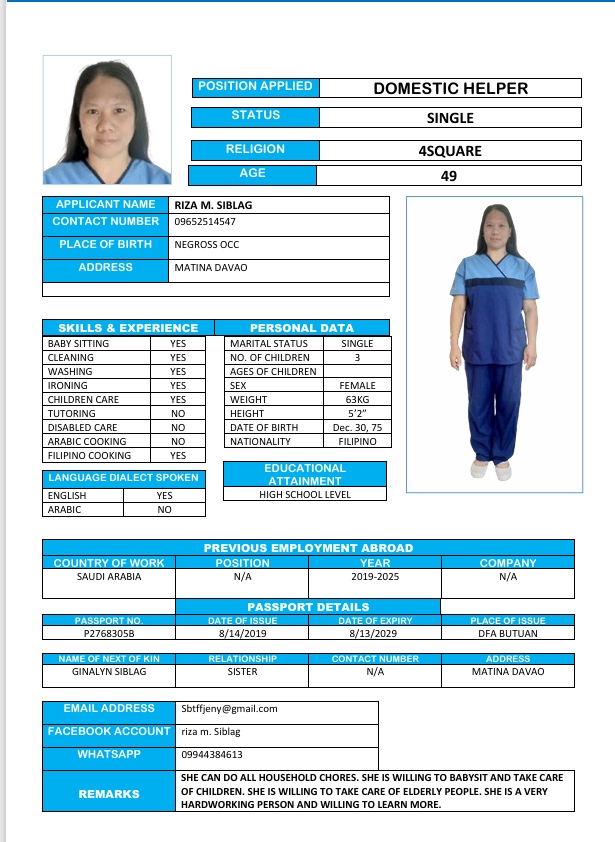 POSITION APPLIED DOMESTIC HELPER
STATUS SINGLE
RELIGION 4SQUARE
AGE 49
APPLICANT NAME RIZA M. SIBLAG
CONTACT NUMBER 09652514547
PLACE OF BIRTH NEGROSS OCC
ADDRESS MATINA DAVAO
SKILLS & EXPERIENCE PERSONAL DATA
BABY SITTING YES MARITAL STATUS SINGLE
CLEANING YES NO. OF CHILDREN 3
WASHING YES AGES OF CHILDREN
IRONING YES SEX FEMALE
CHILDREN CARE YES WEIGHT 63KG
TUTORING NO HEIGHT 5’2”
DISABLED CARE NO DATE OF BIRTH Dec. 30, 75
ARABIC COOKING NO NATIONALITY FILIPINO
FILIPINO COOKING YES
LANGUAGE DIALECT SPOKEN
ENGLISH YES
ARABIC NO
EDUCATIONAL
ATTAINMENT
HIGH SCHOOL LEVEL
PREVIOUS EMPLOYMENT ABROAD
COUNTRY OF WORK POSITION YEAR COMPANY
SAUDI ARABIA N/A 2019-2025 N/A
PASSPORT DETAILS
PASSPORT NO. DATE OF ISSUE DATE OF EXPIRY PLACE OF ISSUE
P2768305B 8/14/2019 8/13/2029 DFA BUTUAN
NAME OF NEXT OF KIN RELATIONSHIP CONTACT NUMBER ADDRESS
GINALYN SIBLAG SISTER N/A MATINA DAVAO
EMAIL ADDRESS Sbtffjeny@gmail.com
FACEBOOK ACCOUNT riza m. Siblag
WHATSAPP 09944384613
REMARKS
SHE CAN DO ALL HOUSEHOLD CHORES. SHE IS WILLING TO BABYSIT AND TAKE CARE
OF CHILDREN. SHE IS WILLING TO TAKE CARE OF ELDERLY PEOPLE. SHE IS A VERY
HARDWORKING PERSON AND WILLING TO LEARN MORE.